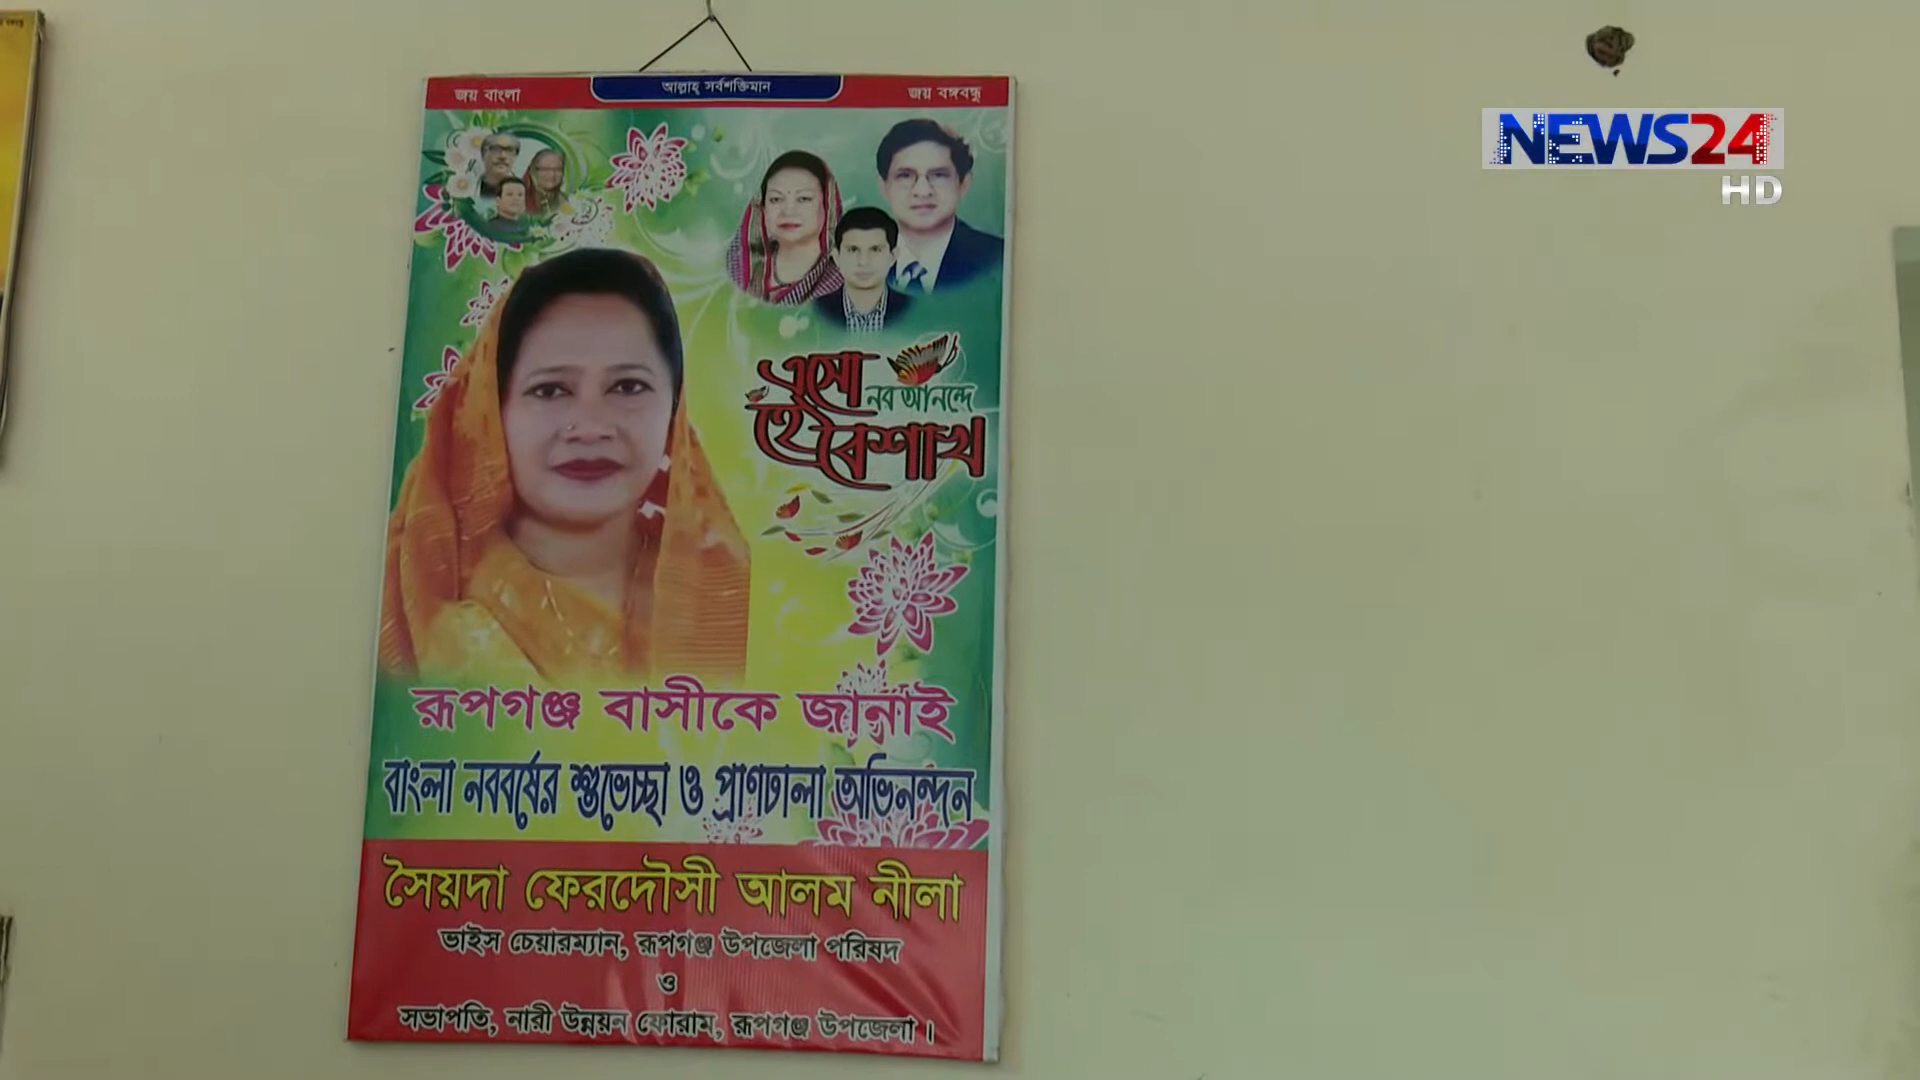 জয় বাংলা
আল্লাহ্ সর্বশক্তিমান
জয় বঙ্গবন্ধু
NEWS24
HD
এসো
নব আনন্দে
হে বৈশাখ
রূপগঞ্জ বাসীকে জানাই
বাংলা নববর্ষের শুভেচ্ছা ও প্রাণঢালা অভিনন্দন
সৈয়দা ফেরদৌসী আলম নীলা
ভাইস চেয়ারম্যান, রূপগঞ্জ উপজেলা পরিষদ
ও
সভাপতি, নারী উন্নয়ন ফোরাম, রূপগঞ্জ উপজেলা।